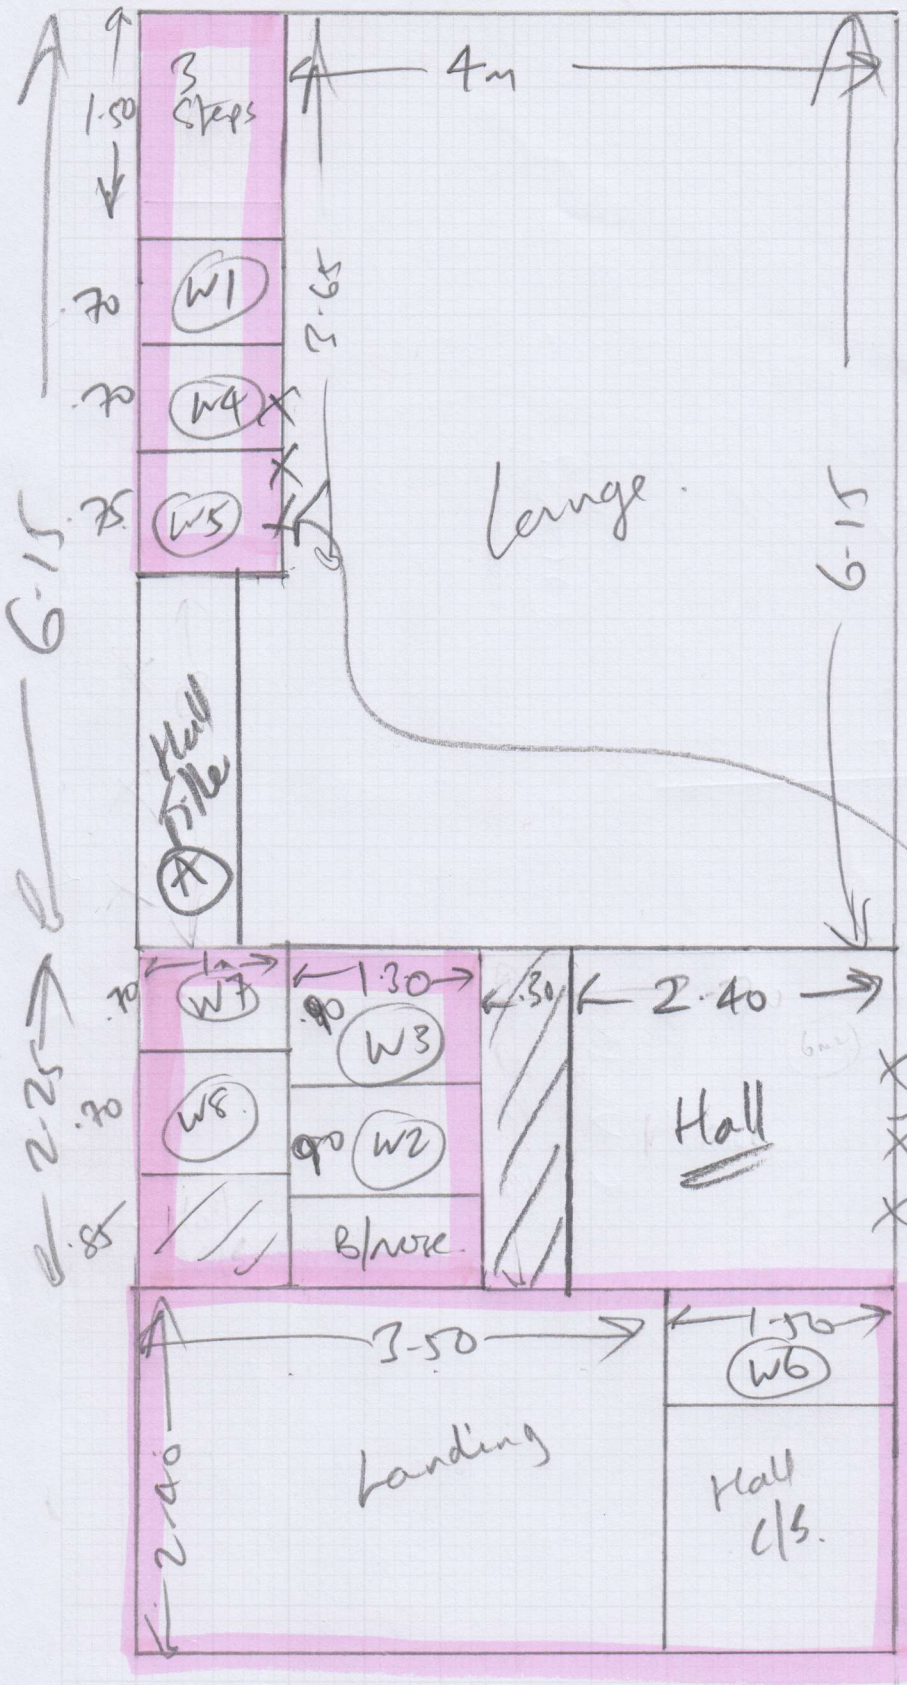 3
Steps
4m
1.50
W1
.70
3.65
W4
.70
X
X
W5
.75
Lounge.
6.15
6.15
Hall
Fille
A
1m
1.30
.30
2.40
.70
W7
.90
W3
Hall
2.25
.70
W8
.90
W2
X
X
X
.85
B/nose
3.50
1.50
W6
Landing
2.40
Hall
C/S.